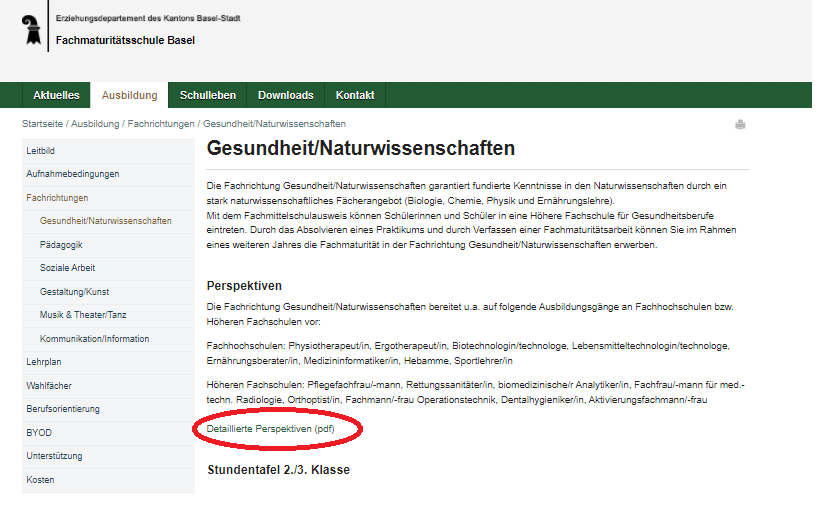 Erziehungsdepartement des Kantons Basel-Stadt
Fachmaturitätsschule Basel
Aktuelles
Ausbildung
Schulleben
Downloads
Kontakt
Startseite / Ausbildung / Fachrichtungen / Gesundheit/Naturwissenschaften
Leitbild
Aufnahmebedingungen
Fachrichtungen
Gesundheit/Naturwissenschaften
Pädagogik
Soziale Arbeit
Gestaltung/Kunst
Musik & Theater/Tanz
Kommunikation/Information
Lehrplan
Wahlfächer
Berufsorientierung
BYOD
Unterstützung
Kosten
Gesundheit/Naturwissenschaften
Die Fachrichtung Gesundheit/Naturwissenschaften garantiert fundierte Kenntnisse in den Naturwissenschaften durch ein
stark naturwissenschaftliches Fächerangebot (Biologie, Chemie, Physik und Ernährungslehre).
Mit dem Fachmittelschulausweis können Schülerinnen und Schüler in eine Höhere Fachschule für Gesundheitsberufe
eintreten. Durch das Absolvieren eines Praktikums und durch Verfassen einer Fachmaturitätsarbeit können Sie im Rahmen
eines weiteren Jahres die Fachmaturität in der Fachrichtung Gesundheit/Naturwissenschaften erwerben.
Perspektiven
Die Fachrichtung Gesundheit/Naturwissenschaften bereitet u.a. auf folgende Ausbildungsgänge an Fachhochschulen bzw.
Höheren Fachschulen vor:
Fachhochschulen: Physiotherapeut/in, Ergotherapeut/in, Biotechnologin/technologe, Lebensmitteltechnologin/technologe,
Ernährungsberater/in, Medizininformatiker/in, Hebamme, Sportlehrer/in
Höheren Fachschulen: Pflegefachfrau/-mann, Rettungssanitäter/in, biomedizinische/r Analytiker/in, Fachfrau/-mann für med.-
techn. Radiologie, Orthoptist/in, Fachmann/-frau Operationstechnik, Dentalhygieniker/in, Aktivierungsfachmann/-frau
Detaillierte Perspektiven (pdf)
Stundentafel 2./3. Klasse